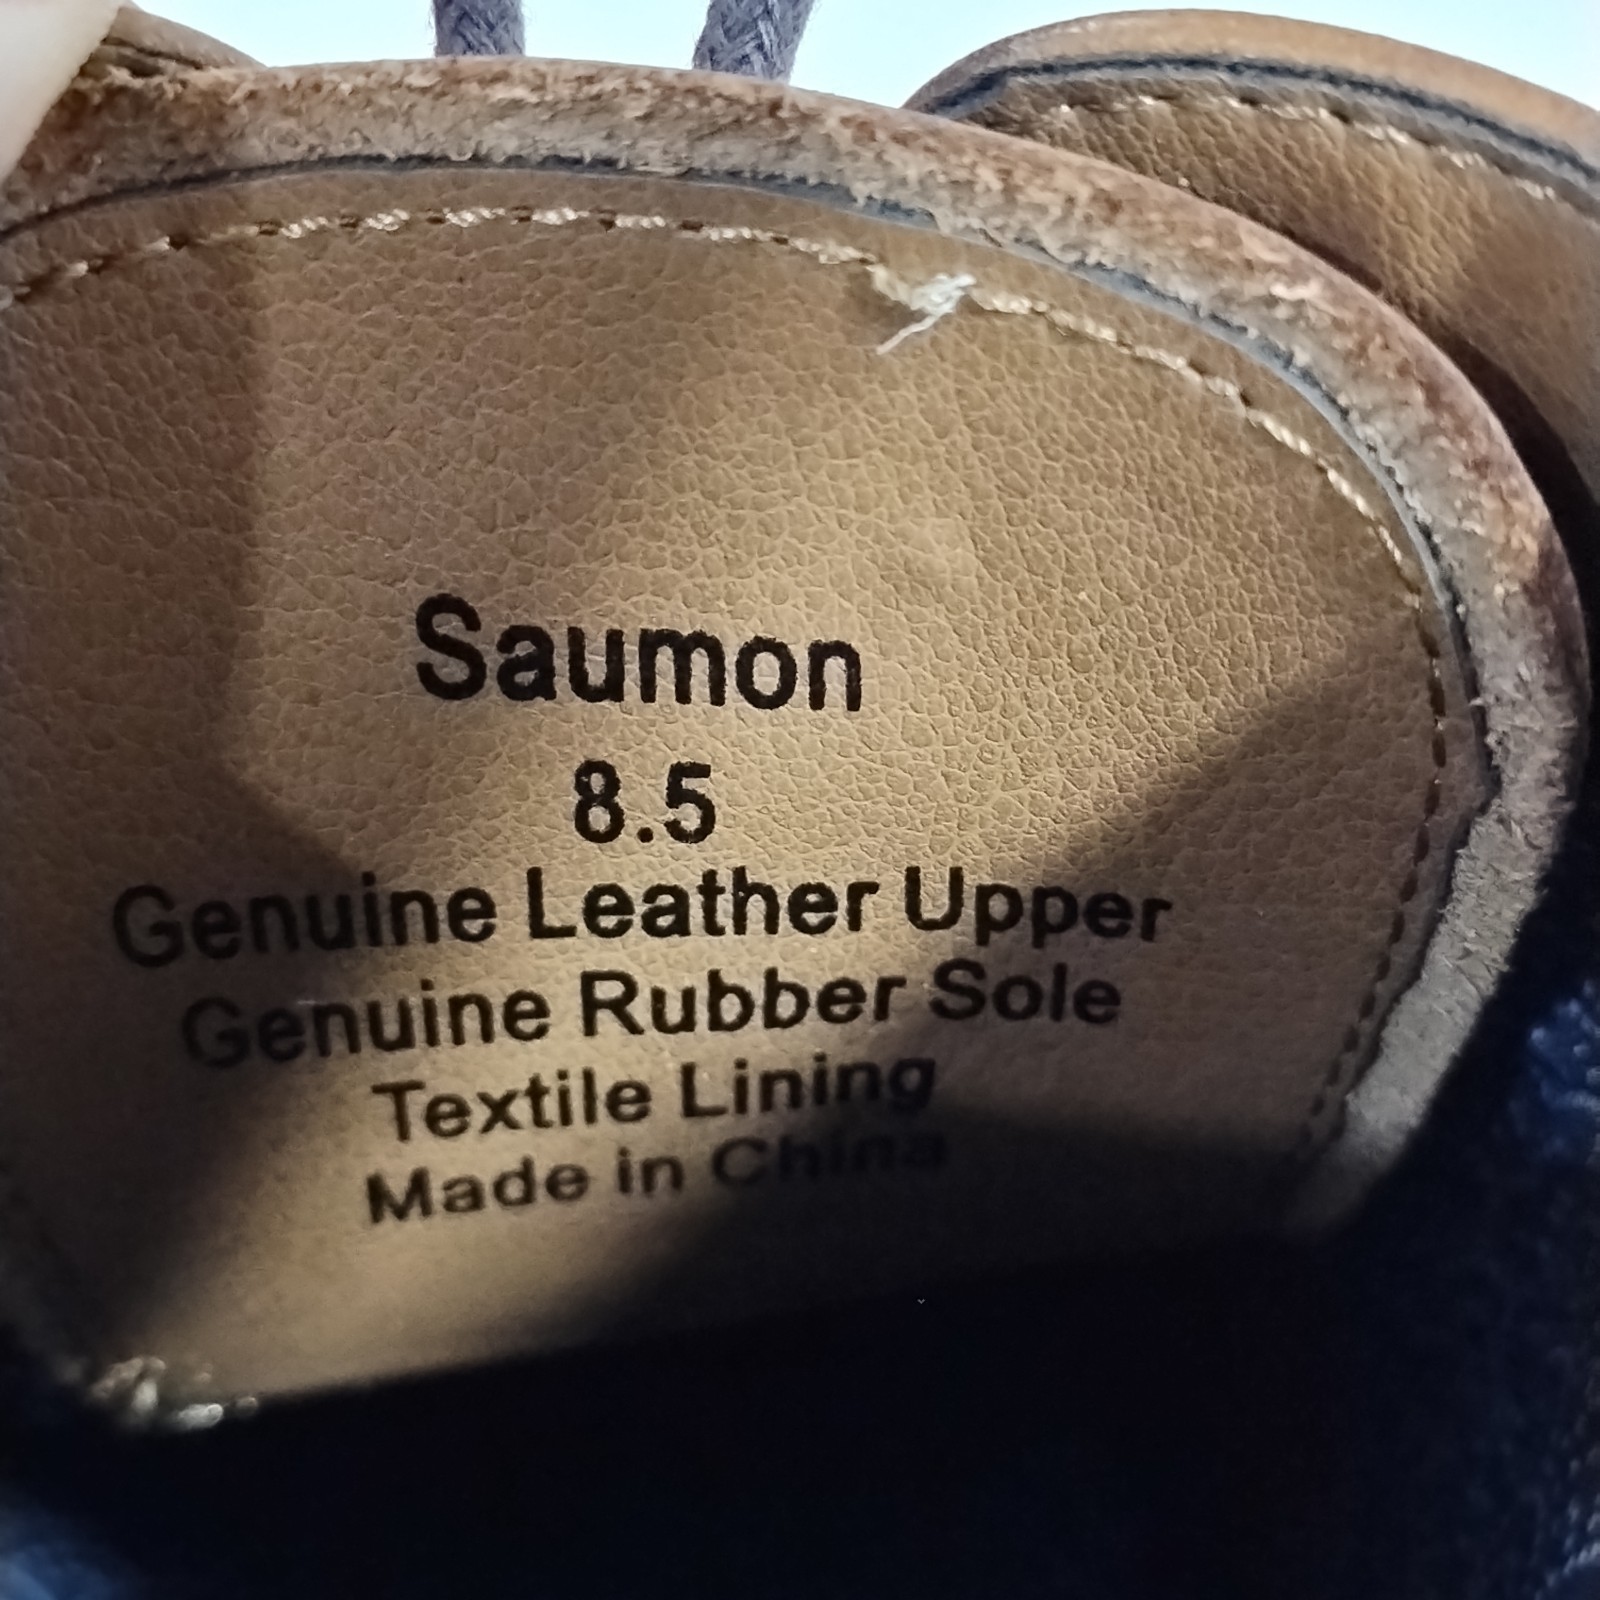 Saumon
8.5
Genuine Leather Upper
Genuine Rubber Sole
Textile Lining
Made in China